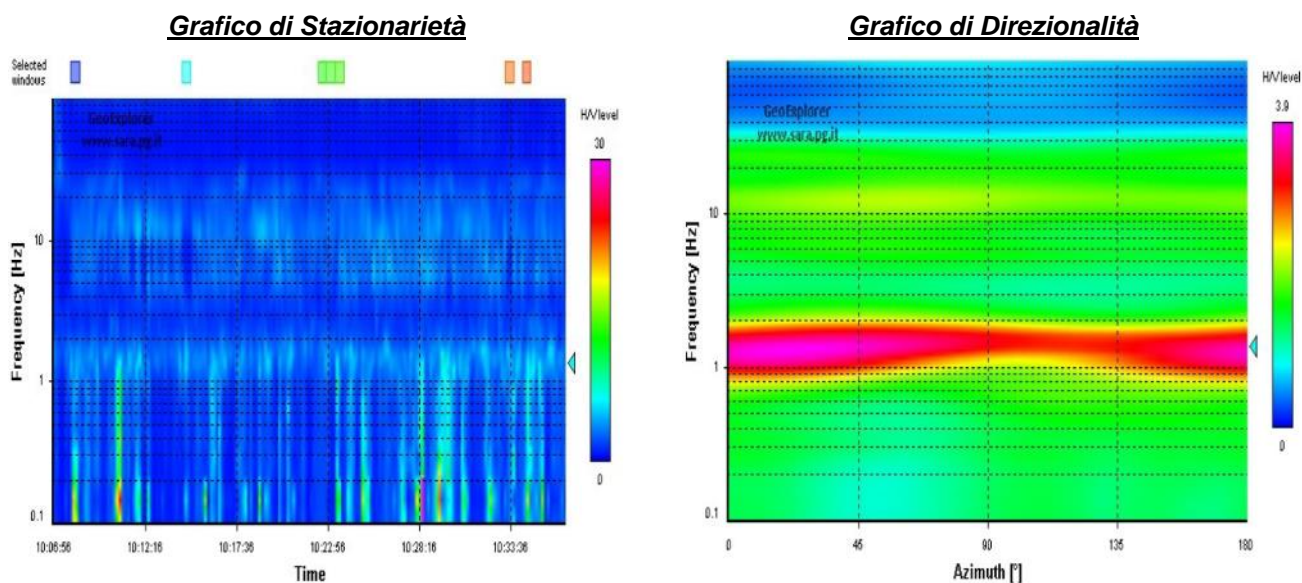 Grafico di Stazionarietà
Selected
windows
GeoExplorer
www.sara.pg.it
H/V level
30
0
Frequency [Hz]
10
1
0.1
10:06:56
10:12:16
10:17:36
10:22:56
10:28:16
10:33:36
Time
Grafico di Direzionalità
GeoExplorer
www.sara.pg.it
H/V level
3.9
0
Frequency [Hz]
10
1
0.1
0
45
90
135
180
Azimuth [°]